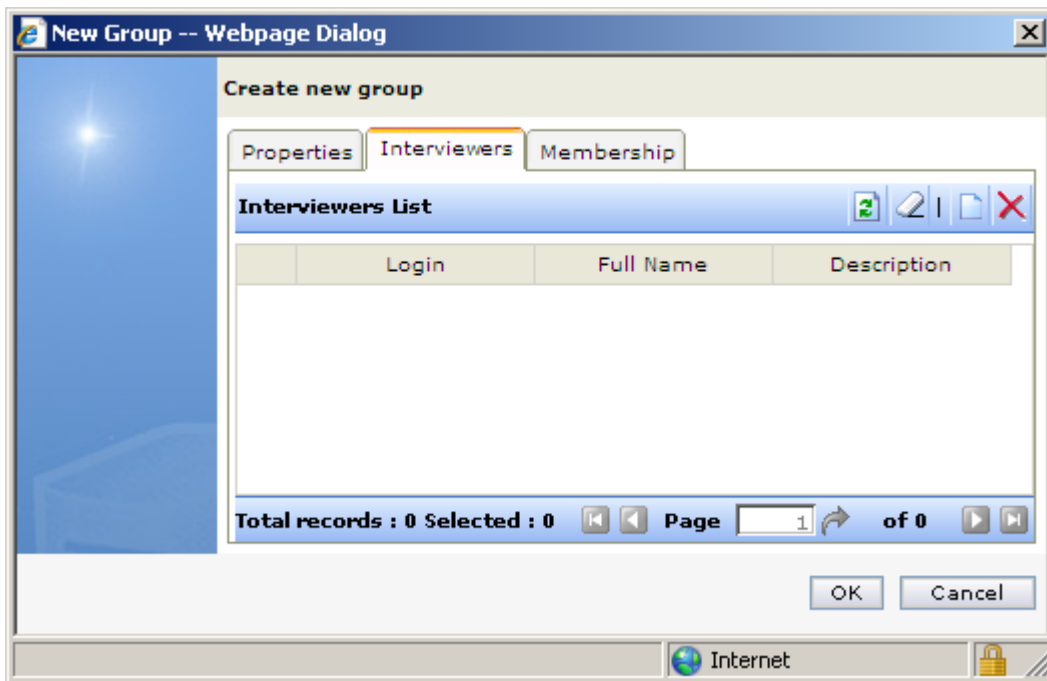 New Group -- Webpage Dialog
Create new group
Properties Interviewers Membership
Interviewers List
Login Full Name Description
Total records : 0 Selected : 0 Page 1 of 0
OK Cancel
Internet